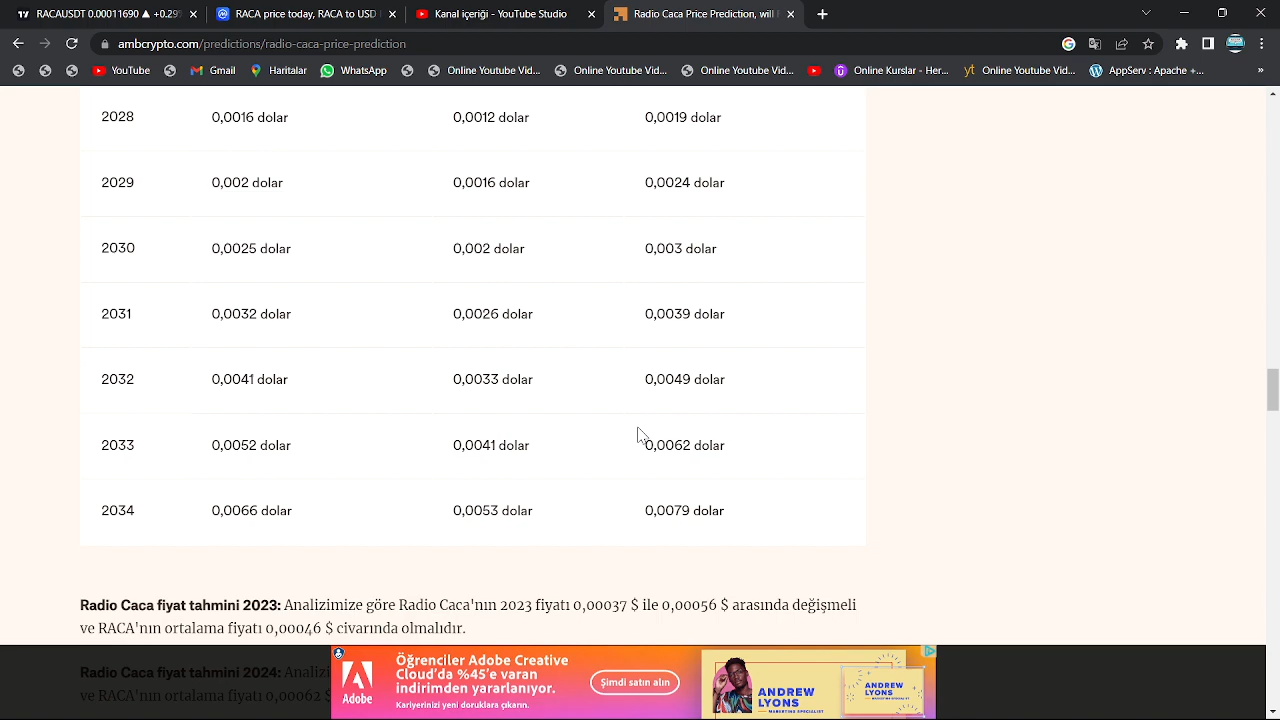 RACAUSDT 0.00011690 ▲ +0.29%
RACA price today, RACA to USD l
Kanal içeriği - YouTube Studio
Radio Caca Price Prediction, will R
ambcrypto.com/predictions/radio-caca-price-prediction
YouTube
Gmail
Haritalar
WhatsApp
Online Youtube Vid...
Online Youtube Vid...
Online Youtube Vid...
Oyundalar - Her...
Online Youtube Vid...
AppServ : Apache +...
2028 0,0016 dolar 0,0012 dolar 0,0019 dolar
2029 0,002 dolar 0,0016 dolar 0,0024 dolar
2030 0,0025 dolar 0,002 dolar 0,003 dolar
2031 0,0032 dolar 0,0026 dolar 0,0039 dolar
2032 0,0041 dolar 0,0033 dolar 0,0049 dolar
2033 0,0052 dolar 0,0041 dolar 0,0062 dolar
2034 0,0066 dolar 0,0053 dolar 0,0079 dolar
Radio Caca fiyat tahmini 2023: Analizimize göre Radio Caca'nın 2023 fiyatı 0,00037 $ ile 0,00056 $ arasında değişmeli
ve RACA'nın ortalama fiyatı 0,00046 $ civarında olmalıdır.
Radio Caca fiyat tahmini 2024: Analizi
ve RACA'nın ortalama fiyatı 0,00062 $
Adobe
Öğrenciler Adobe Creative
Cloud'da %45'e varan
indirimden yararlanıyor.
Kariyerinizi yeni doruklara çıkarın.
Şimdi satın alın
ANDREW
LYONS
MARKETING SPECIALIST
ANDREW
LYONS